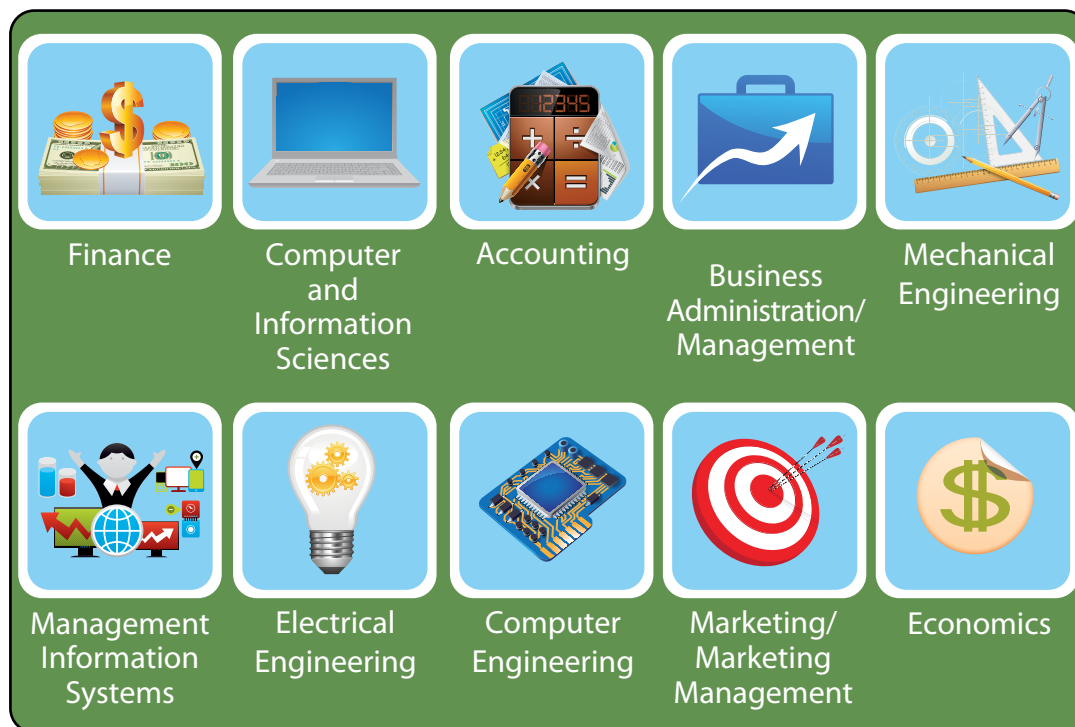 12345
Finance
Computer
and
Information
Sciences
Accounting
Business
Administration/
Management
Mechanical
Engineering
Management
Information
Systems
Electrical
Engineering
Computer
Engineering
Marketing/
Marketing
Management
Economics